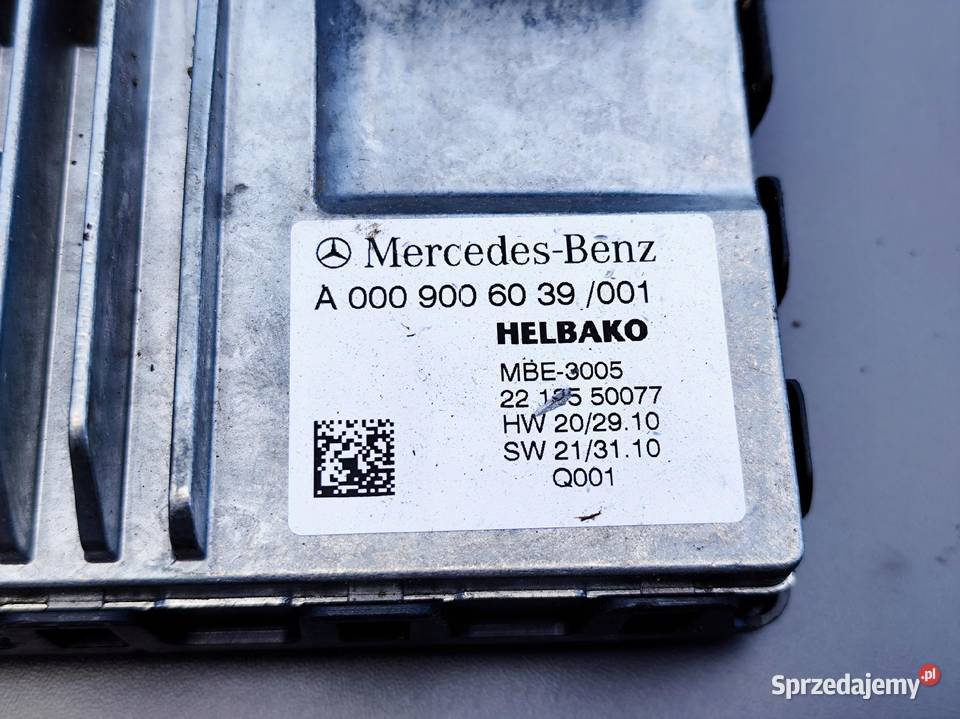 Mercedes-Benz
A 000 900 60 39 /001
HELBAKO
MBE-3005
22 50077
HW 20/29.10
SW 21/31.10
Q001
Sprzedajemy.pl